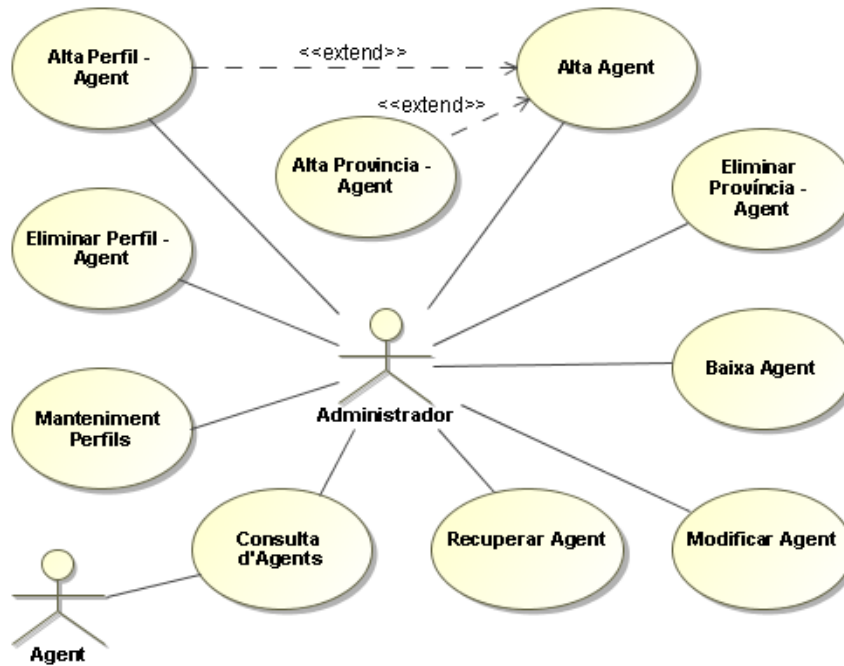 Alta Perfil -
Agent
<<extend>>
Alta Agent
<<extend>>
Alta Provincia -
Agent
Eliminar
Província -
Agent
Eliminar Perfil -
Agent
Baixa Agent
Administrador
Manteniment
Perfils
Consulta
d'Agents
Recuperar Agent
Modificar Agent
Agent